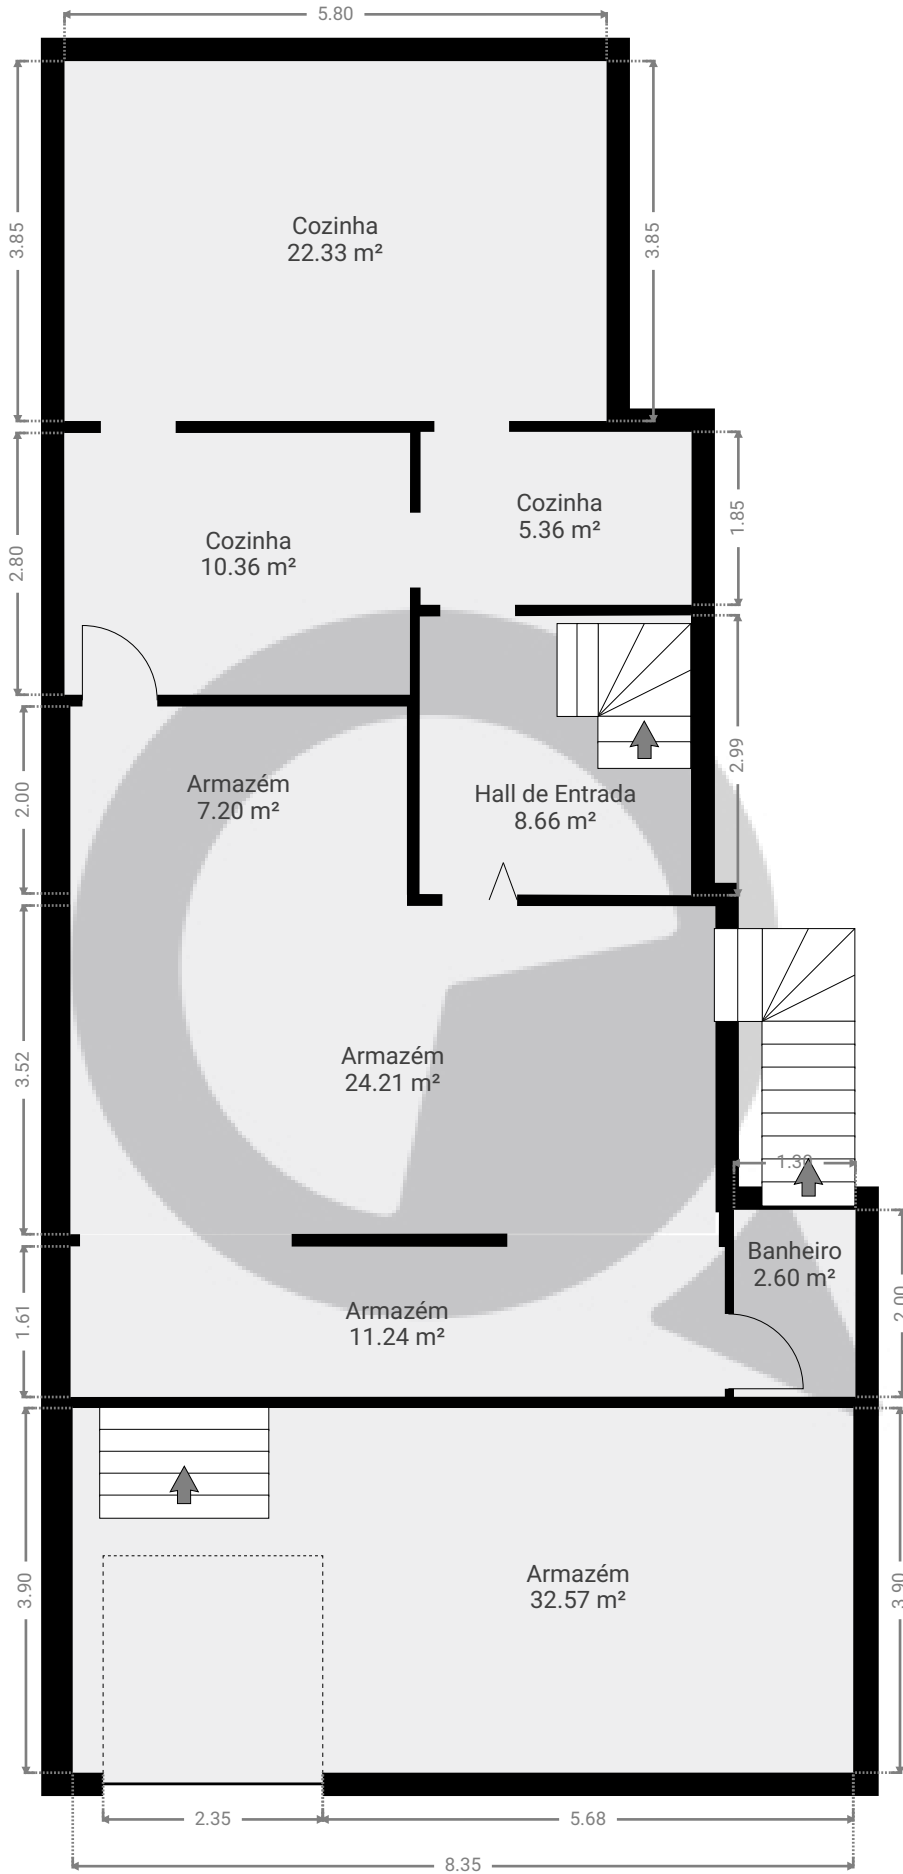 5.80
3.85
3.85
Cozinha
22.33 m²
2.80
1.85
Cozinha
5.36 m²
Cozinha
10.36 m²
2.99
2.00
Armazém
7.20 m²
Hall de Entrada
8.66 m²
3.52
Armazém
24.21 m²
Banheiro
2.60 m²
2.00
1.61
Armazém
11.24 m²
3.90
3.90
Armazém
32.57 m²
2.35
5.68
8.35